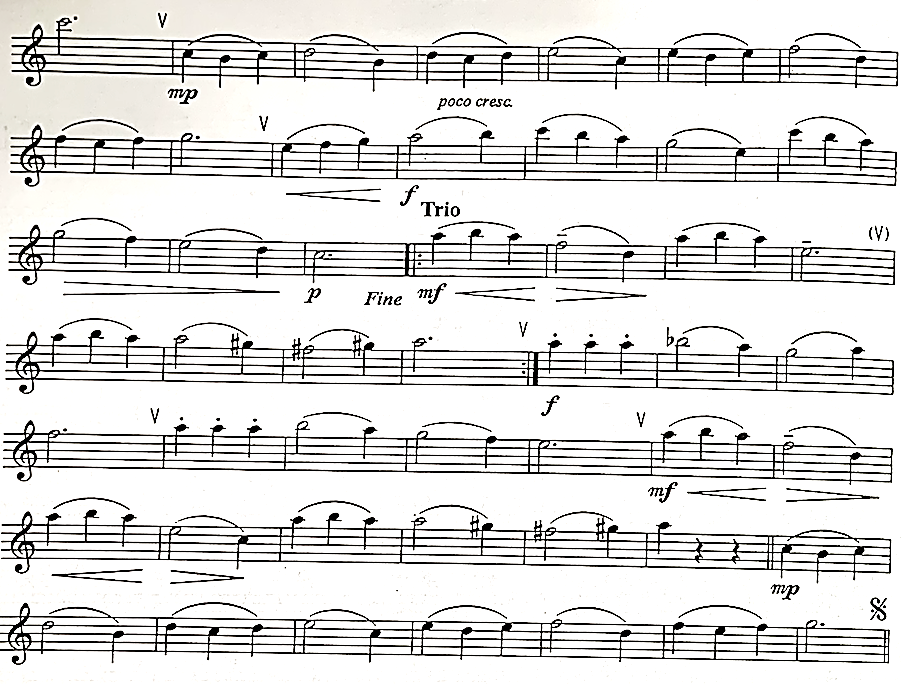 V
mp
poco cresc.
V
f
Trio
(V)
p Fine mf
V
f
V V
mf
mp